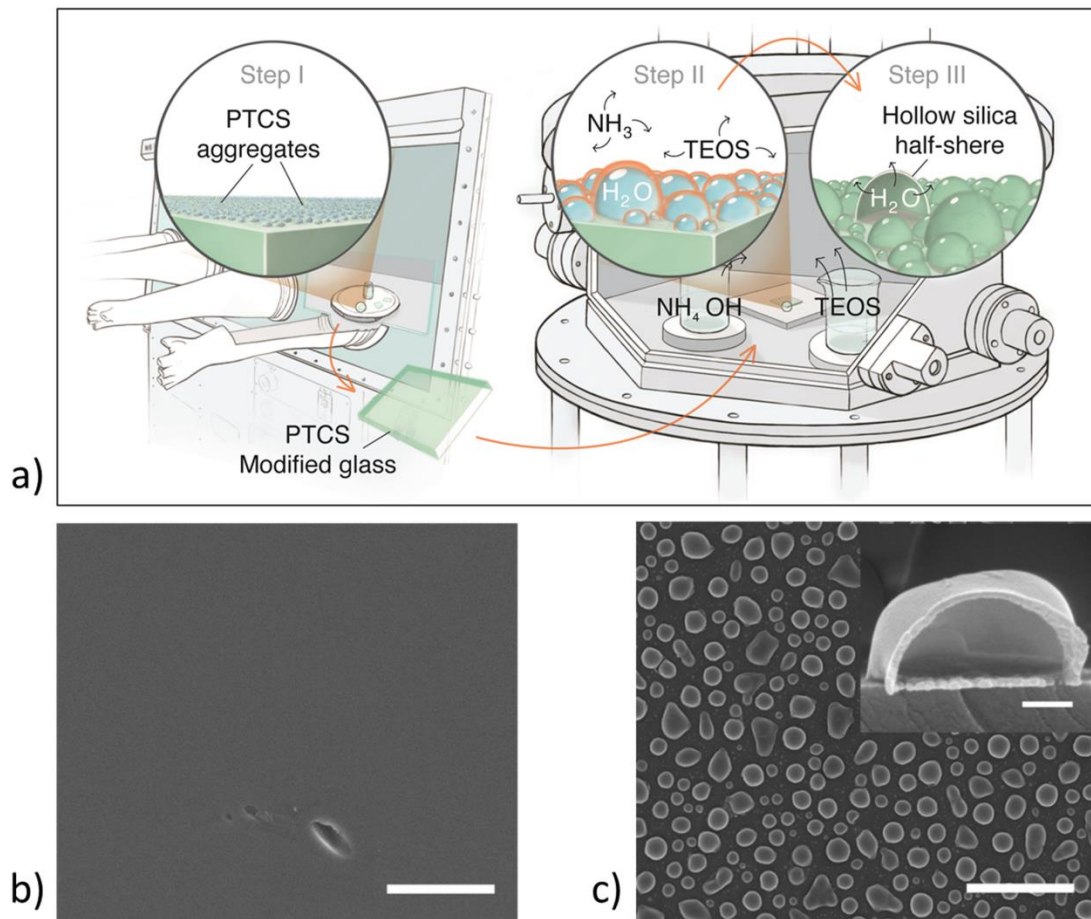 Step I
PTCS
aggregates
PTCS
Modified glass
Step II
NH₃
TEOS
H₂O
Step III
Hollow silica
half-shere
H₂O
NH₄ OH
TEOS
a)
b)
c)